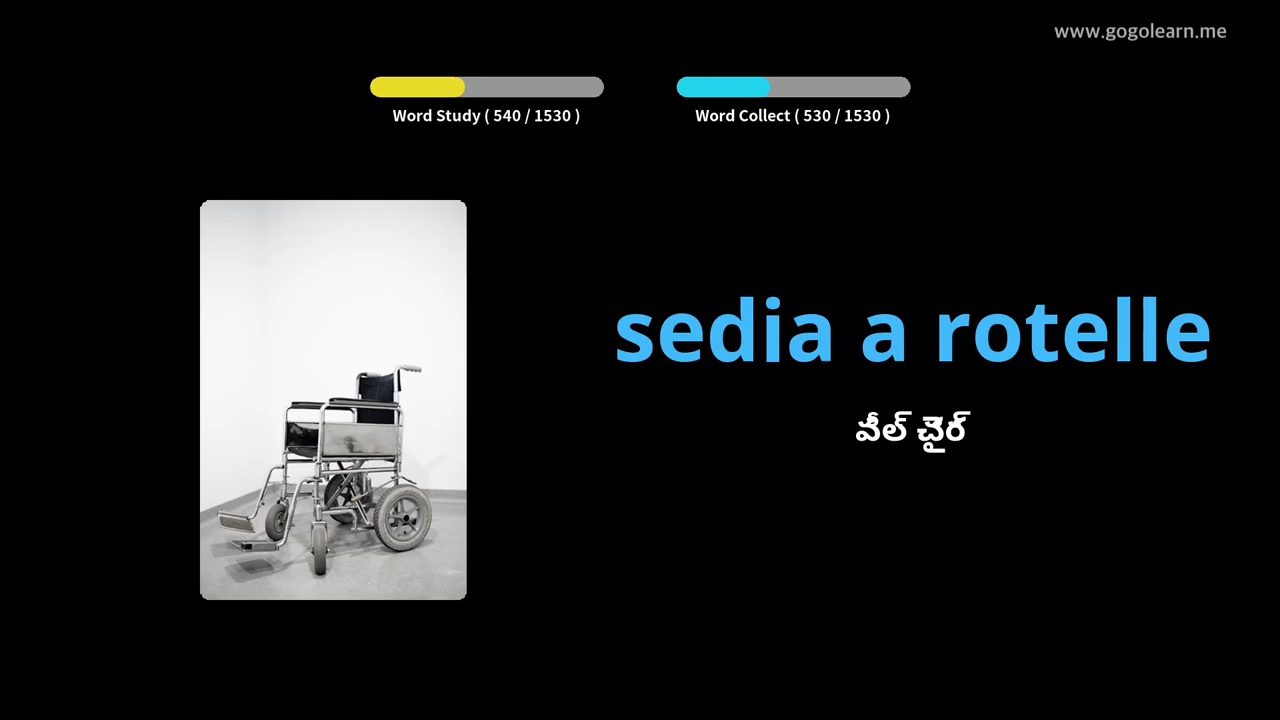 www.gogolearn.me
Word Study ( 540 / 1530 )
Word Collect ( 530 / 1530 )
sedia a rotelle
వీల్ చైర్